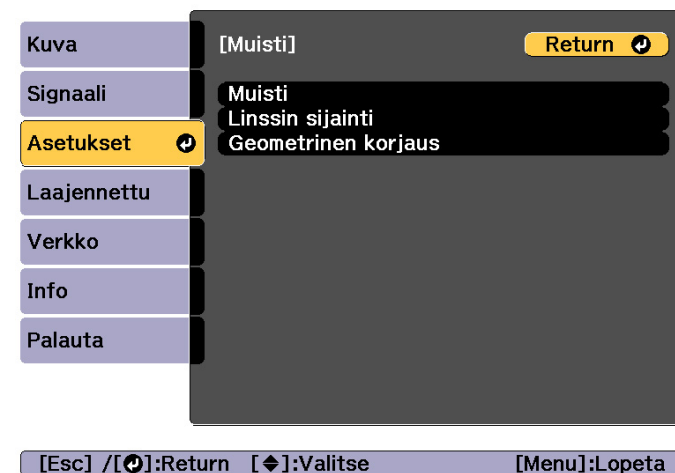 Kuva
Signaali
Asetukset
Laajennettu
Verkko
Info
Palauta
[Muisti]
Return
Muisti
Linssin sijainti
Geometrinen korjaus
[Esc] /[⏎]:Return [◆]:Valitse [Menu]:Lopeta